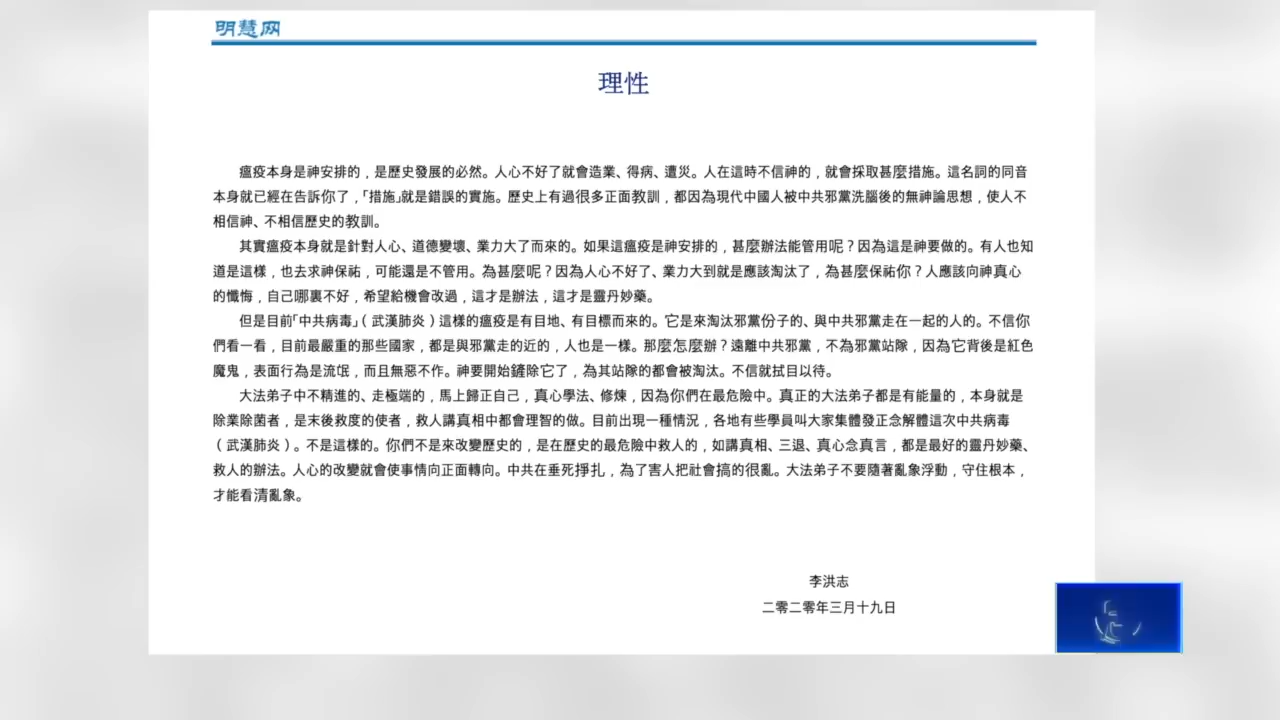 明慧网
理性
瘟疫本身是神安排的，是歷史發展的必然。人心不好了就會造業、得病、遭災。人在這時不信神的，就會採取甚麼措施。這名詞的同音
本身就已經在告訴你了，「措施」就是錯誤的實施。歷史上有過很多正面教訓，都因為現代中國人被中共邪黨洗腦後的無神論思想，使人不
相信神、不相信歷史的教訓。
其實瘟疫本身就是針對人心、道德變壞、業力大了而來的。如果這瘟疫是神安排的，甚麼辦法能管用呢？因為這是神要做的。有人也知
道是這樣，也去求神保祐，可能還是不管用。為甚麼呢？因為人心不好了、業力大到就是應該淘汰了，為甚麼保祐你？人應該向神真心
的懺悔，自己哪裏不好，希望給機會改過，這才是辦法，這才是靈丹妙藥。
但是目前「中共病毒」（武漢肺炎）這樣的瘟疫是有目地、有目標而來的。它是來淘汰邪黨份子的、與中共邪黨走在一起的人的。不信你
們看一看，目前最嚴重的那些國家，都是與邪黨走的近的，人也是一樣。那麼怎麼辦？遠離中共邪黨，不為邪黨站隊，因為它背後是紅色
魔鬼，表面行為是流氓，而且無惡不作。神要開始鏟除它了，為其站隊的都會被淘汰。不信就拭目以待。
大法弟子中不精進的、走極端的，馬上歸正自己，真心學法、修煉，因為你們在最危險中。真正的大法弟子都是有能量的，本身就是
除業除菌者，是末後救度的使者，救人講真相中都會理智的做。目前出現一種情況，各地有些學員叫大家集體發正念解體這次中共病毒
（武漢肺炎）。不是這樣的。你們不是來改變歷史的，是在歷史的最危險中救人的，如講真相、三退、真心念真言，都是最好的靈丹妙藥、
救人的辦法。人心的改變就會使事情向正面轉向。中共在垂死掙扎，為了害人把社會搞的很亂。大法弟子不要隨著亂象浮動，守住根本，
才能看清亂象。
李洪志
二零二零年三月十九日